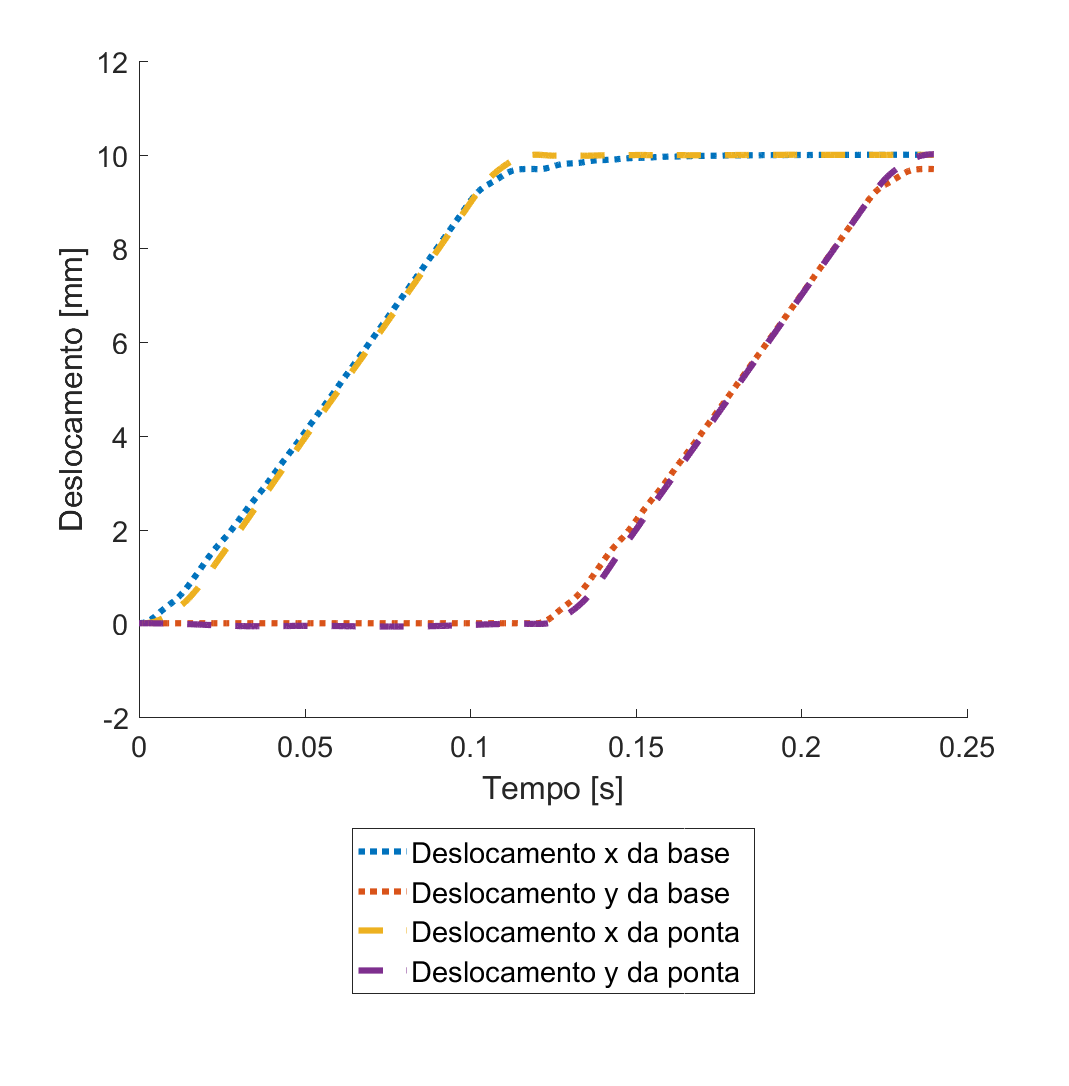 12
10
8
6
4
2
0
-2
0 0.05 0.1 0.15 0.2 0.25
Deslocamento [mm]
Tempo [s]
Deslocamento x da base
Deslocamento y da base
Deslocamento x da ponta
Deslocamento y da ponta